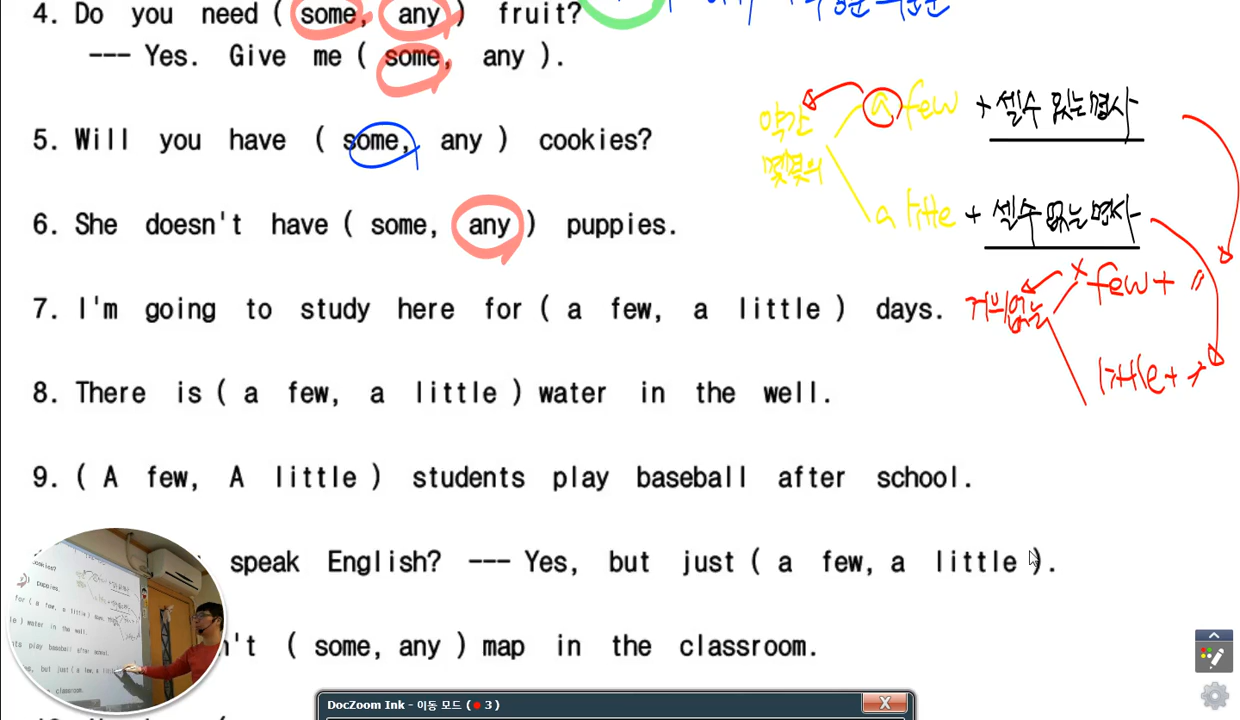 4. Do you need ( some, any ) fruit?
--- Yes. Give me ( some, any ).
5. Will you have ( some, any ) cookies?
6. She doesn't have ( some, any ) puppies.
7. I'm going to study here for ( a few, a little ) days.
8. There is ( a few, a little ) water in the well.
9. ( A few, A little ) students play baseball after school.
speak English? --- Yes, but just ( a few, a little ).
n't ( some, any ) map in the classroom.
약간
몇몇의
a few + 셀수 있는 명사
a little + 셀수 없는 명사
거의없는
few + 〃
little +
DocZoom Ink - 이동 모드 ( 3 )